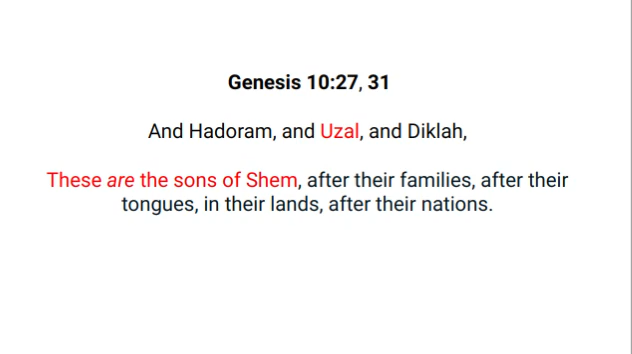 Genesis 10:27, 31
And Hadoram, and Uzal, and Diklah,
These are the sons of Shem, after their families, after their
tongues, in their lands, after their nations.